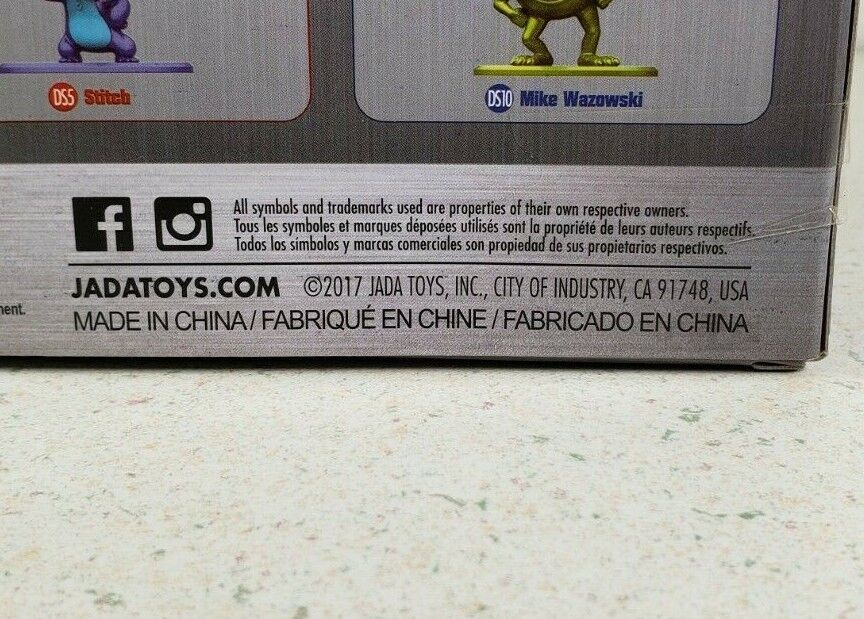 DS5 Stitch
DS10 Mike Wazowski
All symbols and trademarks used are properties of their own respective owners.
Tous les symboles et marques déposées utilisés sont la propriété de leurs auteurs respectifs.
Todos los símbolos y marcas comerciales son propiedad de sus propietarios respectivos.
JADATOYS.COM ©2017 JADA TOYS, INC., CITY OF INDUSTRY, CA 91748, USA
MADE IN CHINA / FABRIQUÉ EN CHINE / FABRICADO EN CHINA